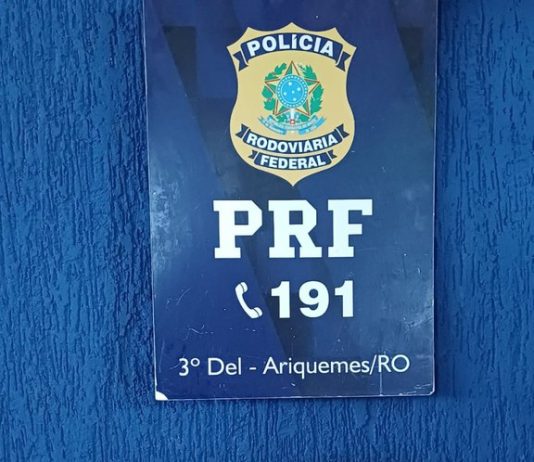 POLÍCIA
RODOVIÁRIA
FEDERAL
PRF
191
3º Del - Ariquemes/RO